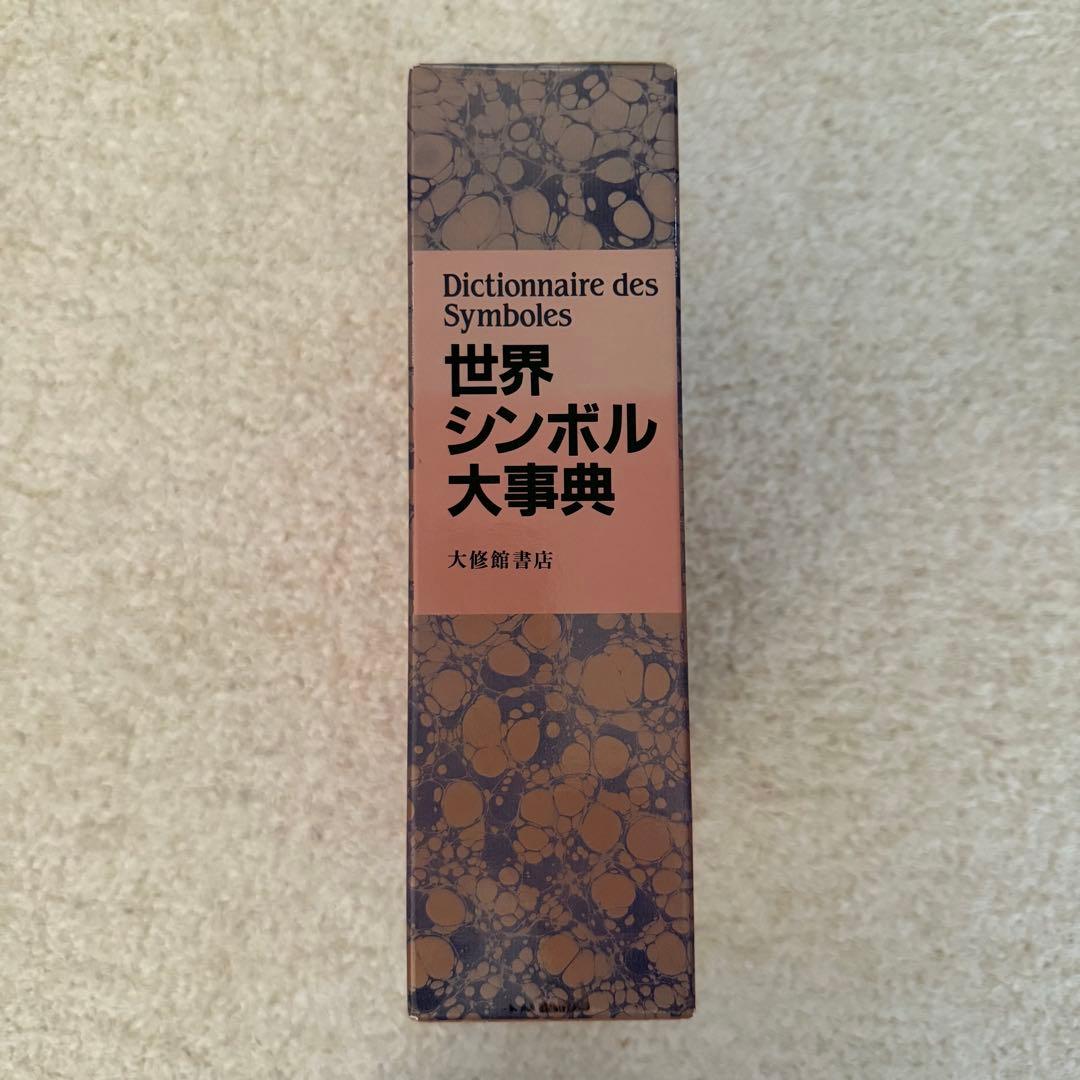 Dictionnaire des
Symboles
世界
シンボル
大事典
大修館書店